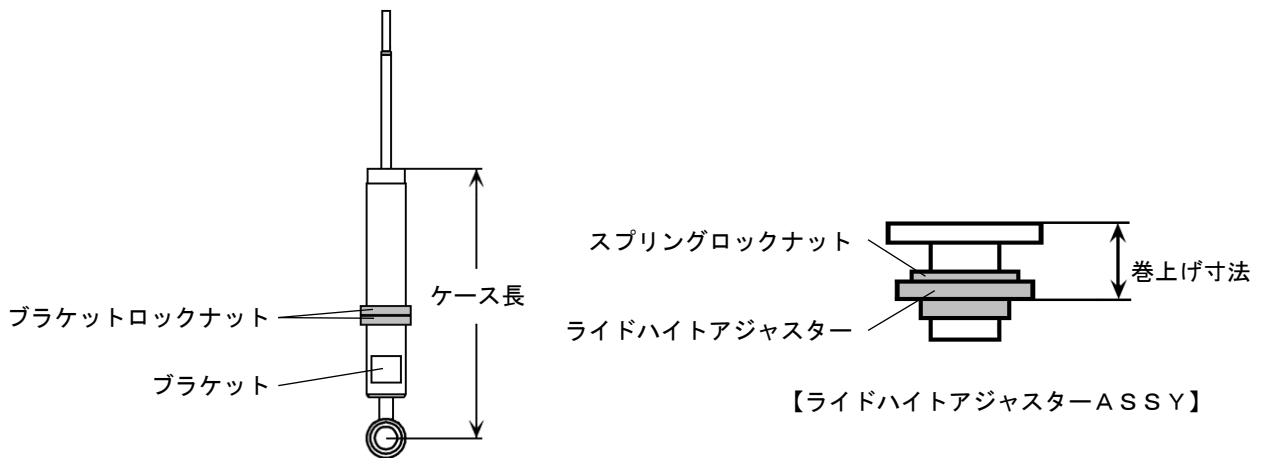 ケース長
ブラケットロックナット
ブラケット
スプリングロックナット
巻上げ寸法
ライドハイトアジャスター
【ライドハイトアジャスターＡＳＳＹ】